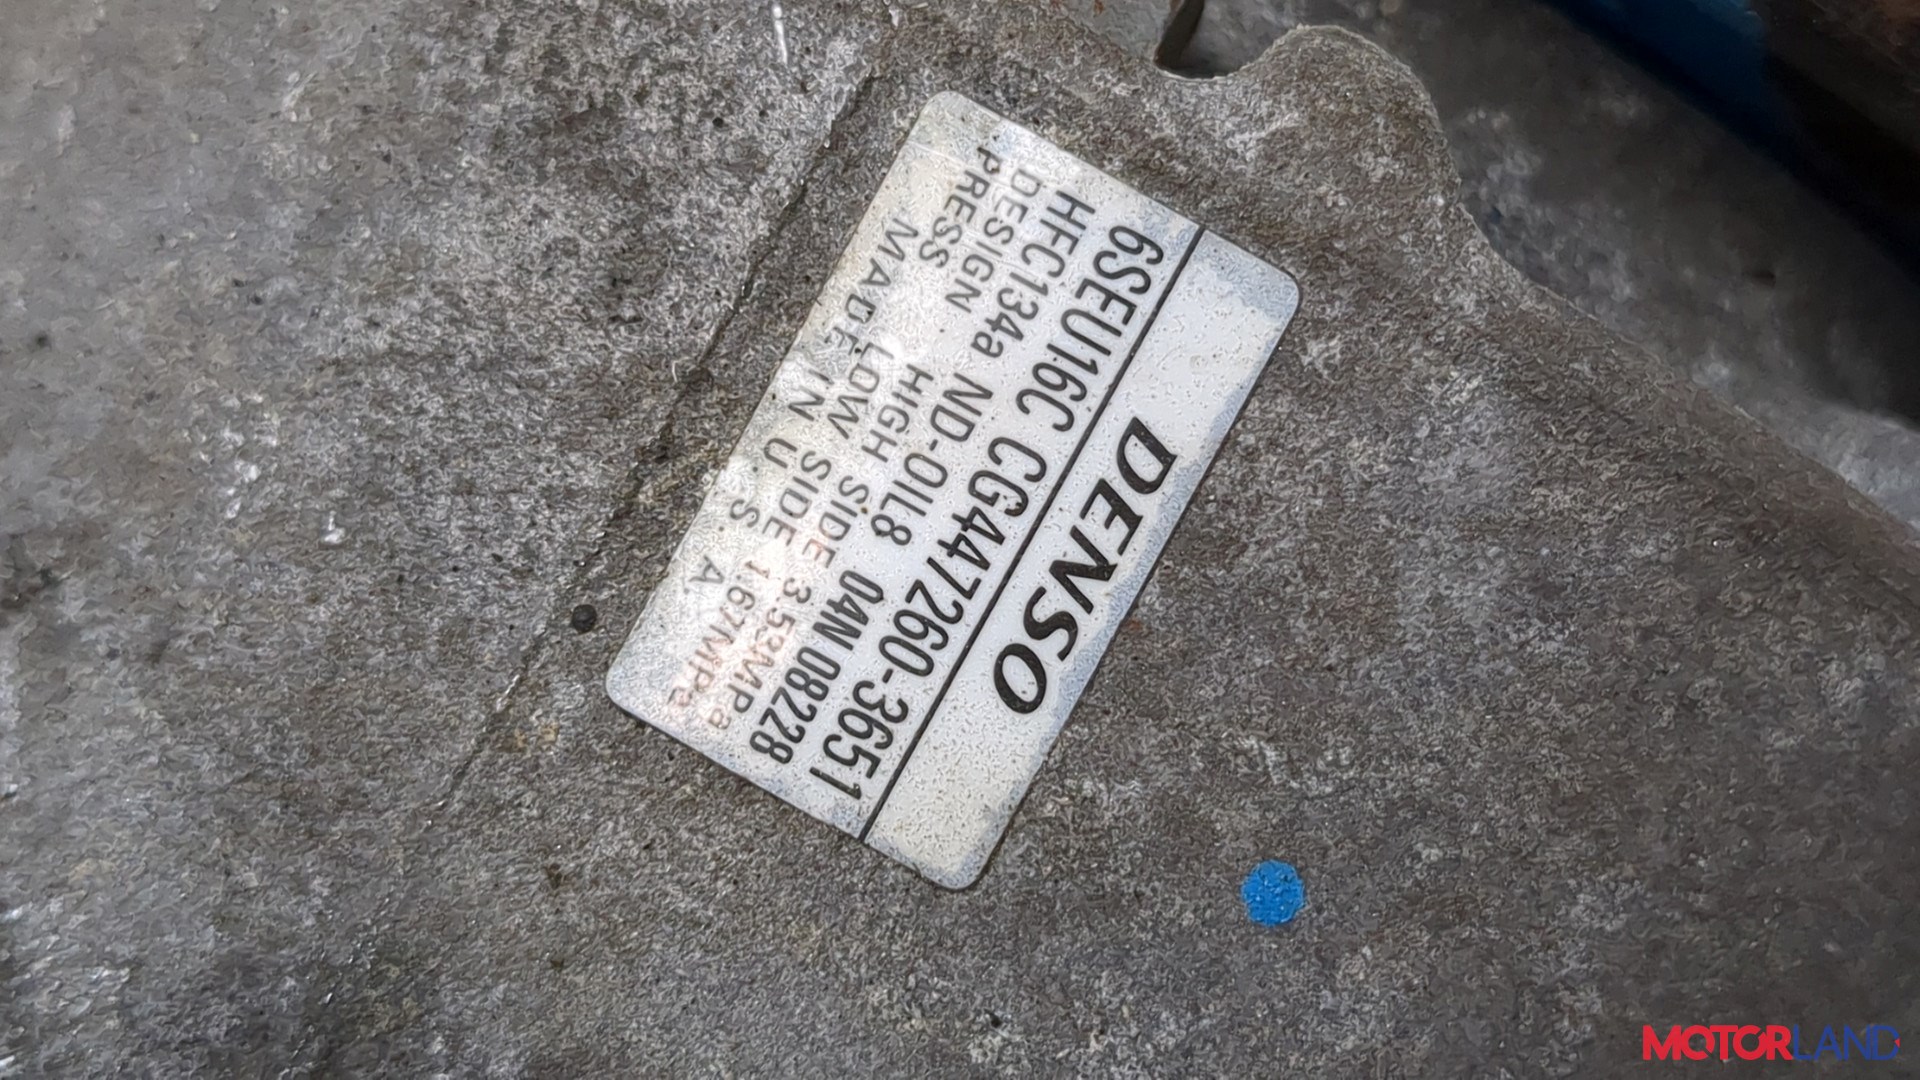 DENSO
6SEU16C CG447260-3651
HFC134a ND-OIL8 04N 08228
DESIGN HIGH SIDE 3.53MPa
PRESS LOW SIDE 1.67MPa
MADE IN U.S.A.
MOTORLAND